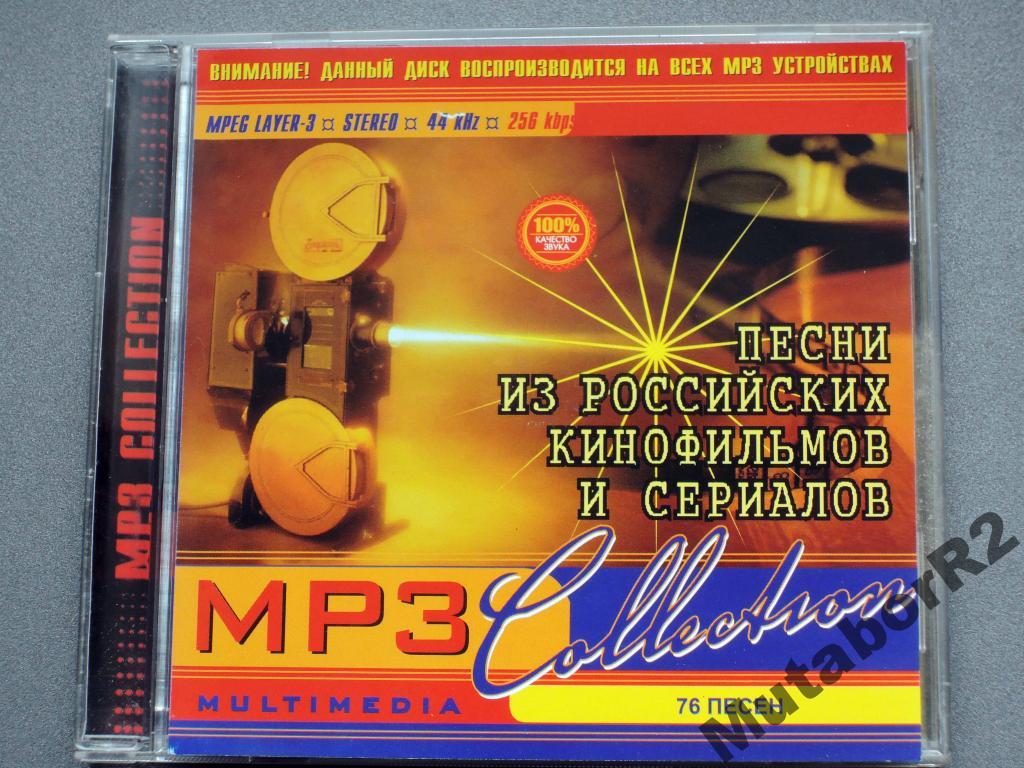 ВНИМАНИЕ! ДАННЫЙ ДИСК ВОСПРОИЗВОДИТСЯ НА ВСЕХ MP3 УСТРОЙСТВАХ
MPEG LAYER-3 ¤ STEREO ¤ 44 kHz ¤ 256 kbps
100%
КАЧЕСТВО
ЗВУКА
ПЕСНИ
ИЗ РОССИЙСКИХ
КИНОФИЛЬМОВ
И СЕРИАЛОВ
MP3 Collection
MULTIMEDIA
76 ПЕСЕН
MP3 COLLECTION
MutaborR2